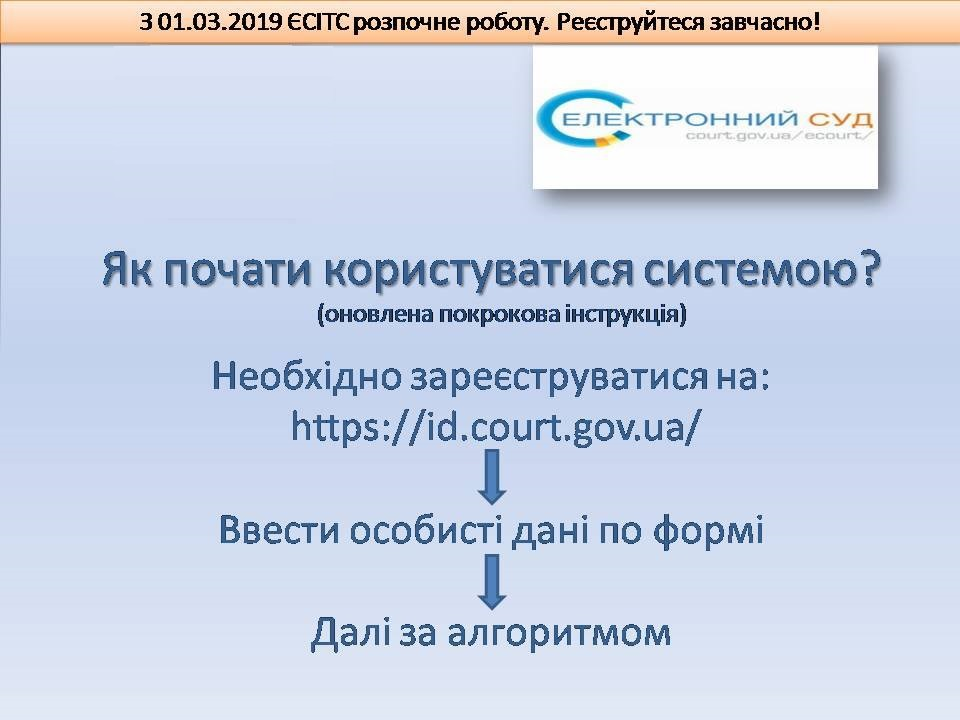 З 01.03.2019 ЄСІТС розпочне роботу. Реєструйтеся завчасно!
ЕЛЕКТРОННИЙ СУД
court.gov.ua/ecourt/
Як почати користуватися системою?
(оновлена покрокова інструкція)
Необхідно зареєструватися на:
https://id.court.gov.ua/
Ввести особисті дані по формі
Далі за алгоритмом